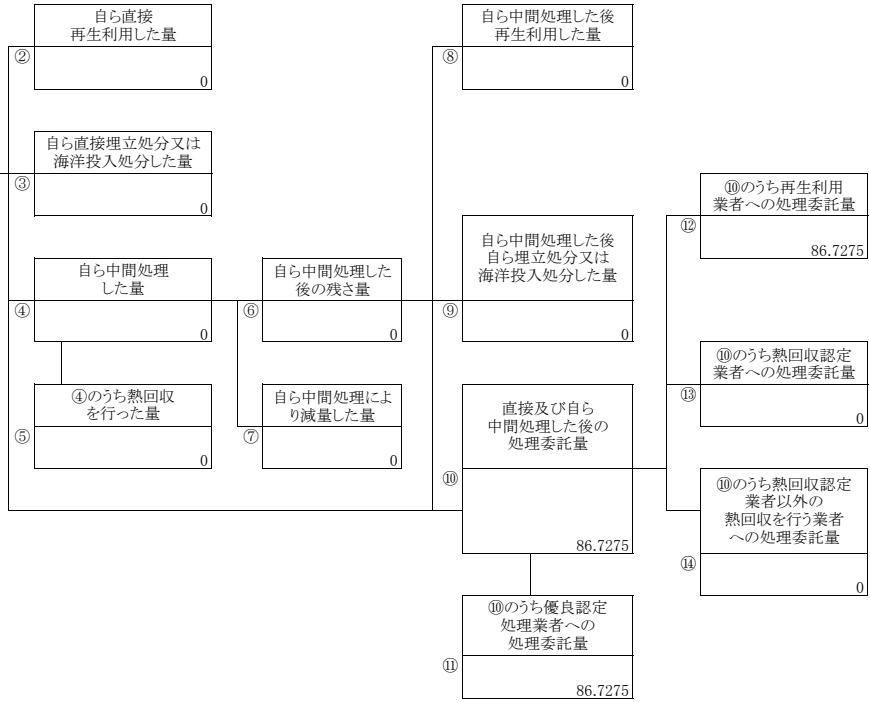 自ら直接
再生利用した量
②
0
自ら直接埋立処分又は
海洋投入処分した量
③
0
自ら中間処理
した量
④
0
④のうち熱回収
を行った量
⑤
0
自ら中間処理した
後の残さ量
⑥
0
自ら中間処理によ
り減量した量
⑦
0
自ら中間処理した後
再生利用した量
⑧
0
自ら中間処理した後
自ら埋立処分又は
海洋投入処分した量
⑨
0
直接及び自ら
中間処理した後の
処理委託量
⑩
86.7275
⑩のうち優良認定
処理業者への
処理委託量
⑪
86.7275
⑩のうち再生利用
業者への処理委託量
⑫
86.7275
⑩のうち熱回収認定
業者への処理委託量
⑬
0
⑩のうち熱回収認定
業者以外の
熱回収を行う業者
への処理委託量
⑭
0